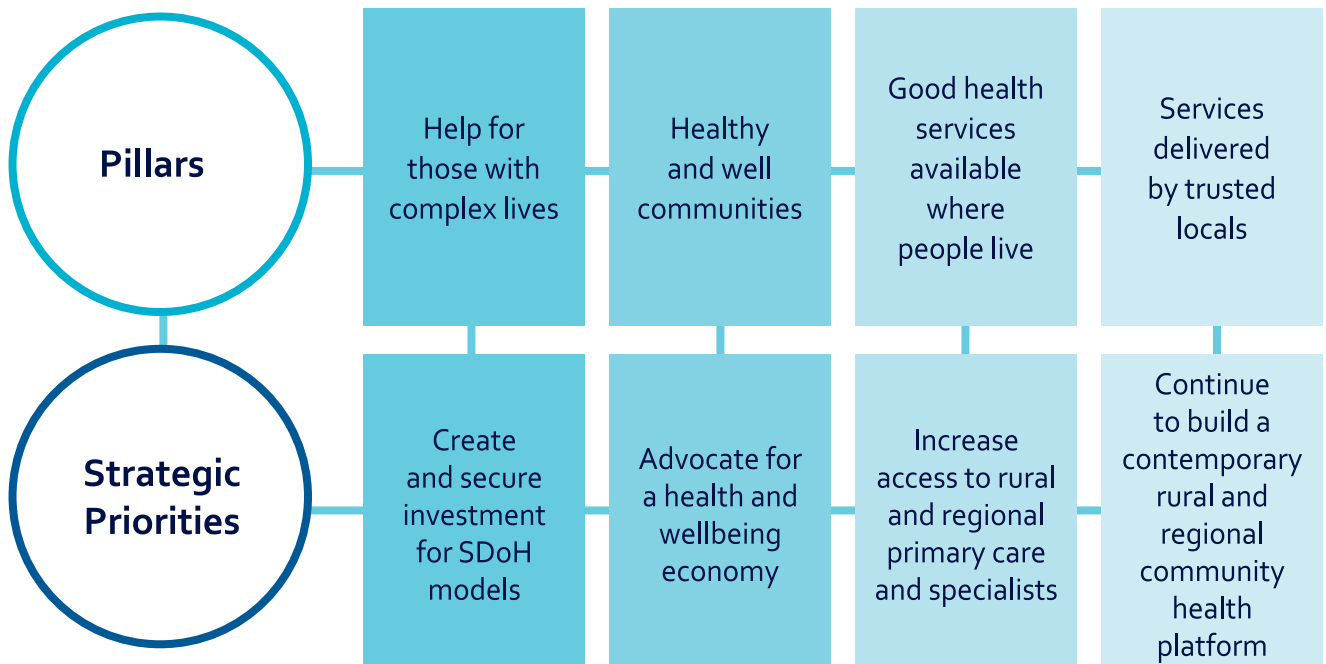 Pillars
Help for
those with
complex lives
Healthy
and well
communities
Good health
services
available
where
people live
Services
delivered
by trusted
locals
Strategic
Priorities
Create
and secure
investment
for SDoH
models
Advocate for
a health and
wellbeing
economy
Increase
access to rural
and regional
primary care
and specialists
Continue
to build a
contemporary
rural and
regional
community
health
platform